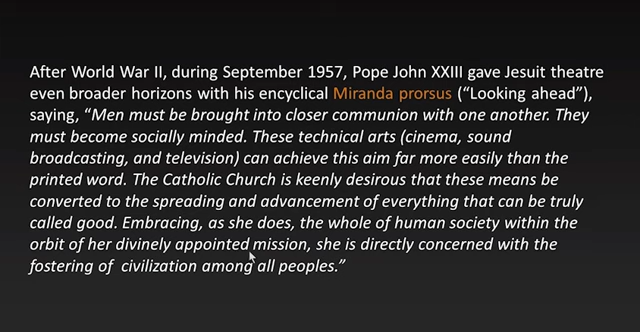 After World War II, during September 1957, Pope John XXIII gave Jesuit theatre
even broader horizons with his encyclical Miranda prorsus (“Looking ahead”),
saying, “Men must be brought into closer communion with one another. They
must become socially minded. These technical arts (cinema, sound
broadcasting, and television) can achieve this aim far more easily than the
printed word. The Catholic Church is keenly desirous that these means be
converted to the spreading and advancement of everything that can be truly
called good. Embracing, as she does, the whole of human society within the
orbit of her divinely appointed mission, she is directly concerned with the
fostering of civilization among all peoples.”